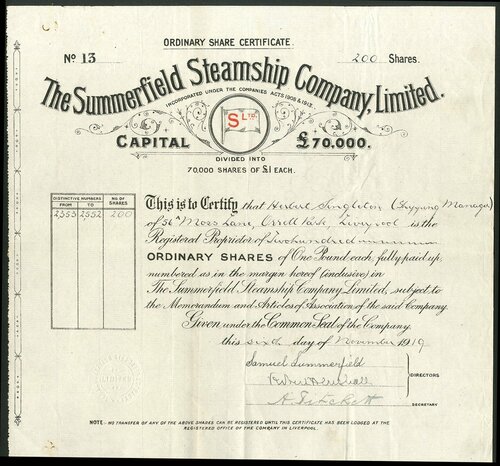 ORDINARY SHARE CERTIFICATE.
No 13
200 Shares.
The Summerfield Steamship Company, Limited.
INCORPORATED UNDER THE COMPANIES ACTS 1908 & 1913.
S LTD.
CAPITAL £70,000.
DIVIDED INTO
70,000 SHARES OF £1 EACH.
DISTINCTIVE NUMBERS
FROM TO
NO. OF SHARES
2353 2552 200
This is to Certify that Herbert Singleton (Shipping Manager)
of 56A Moss Lane, Orrell Park, Liverpool is the
Registered Proprietor of Two hundred
ORDINARY SHARES of One Pound each, fully paid up,
numbered as in the margin hereof (inclusive) in
The Summerfield Steamship Company Limited, subject to
the Memorandum and Articles of Association of the said Company.
Given under the Common Seal of the Company
this sixth day of November 1919
Samuel Summerfield
DIRECTORS
SECRETARY
NOTE:- NO TRANSFER OF ANY OF THE ABOVE SHARES CAN BE REGISTERED UNTIL THIS CERTIFICATE HAS BEEN LODGED AT THE
REGISTERED OFFICE OF THE COMPANY IN LIVERPOOL.